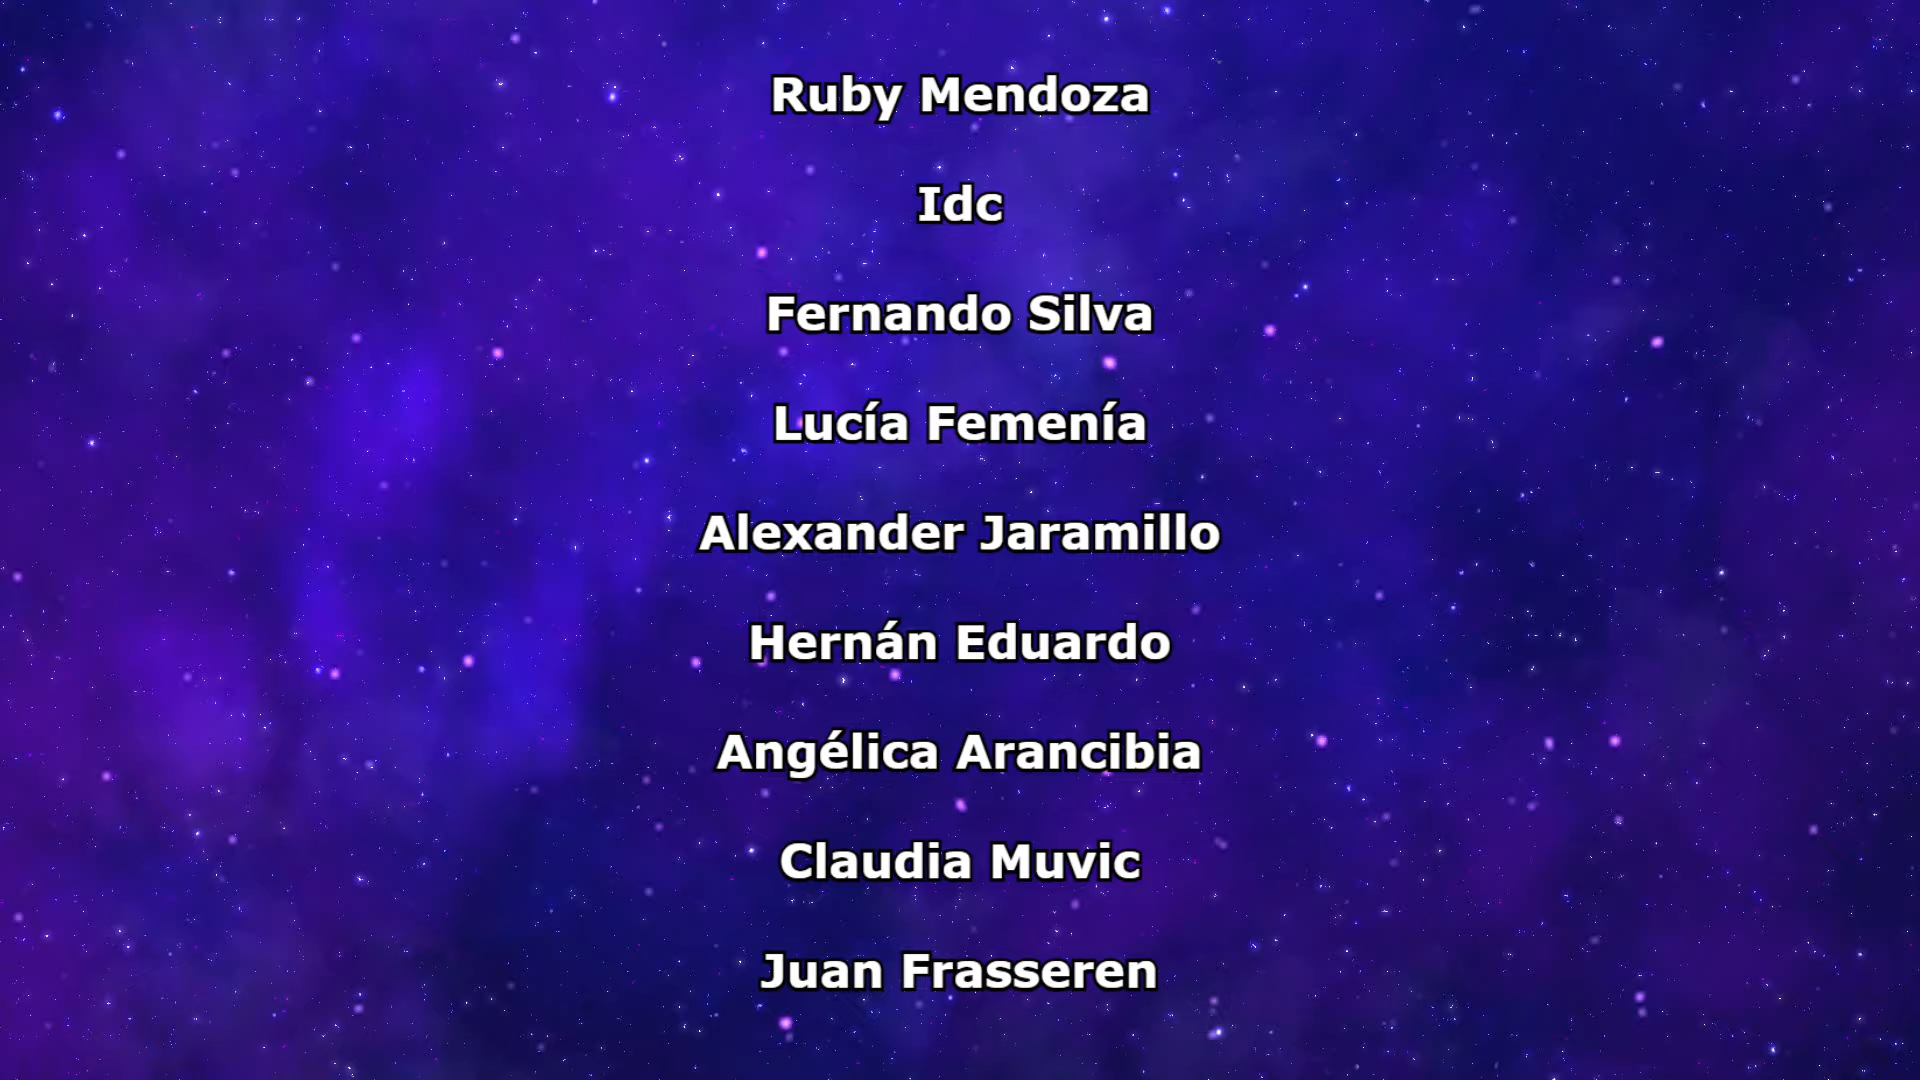 Ruby Mendoza
Idc
Fernando Silva
Lucía Femenía
Alexander Jaramillo
Hernán Eduardo
Angélica Arancibia
Claudia Muvic
Juan Frasseren